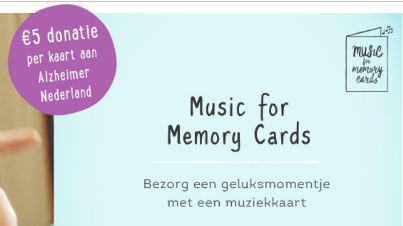 €5 donatie
per kaart aan
Alzheimer
Nederland
music
for
memory
cards
Music for
Memory Cards
Bezorg een geluksmomentje
met een muziekkaart